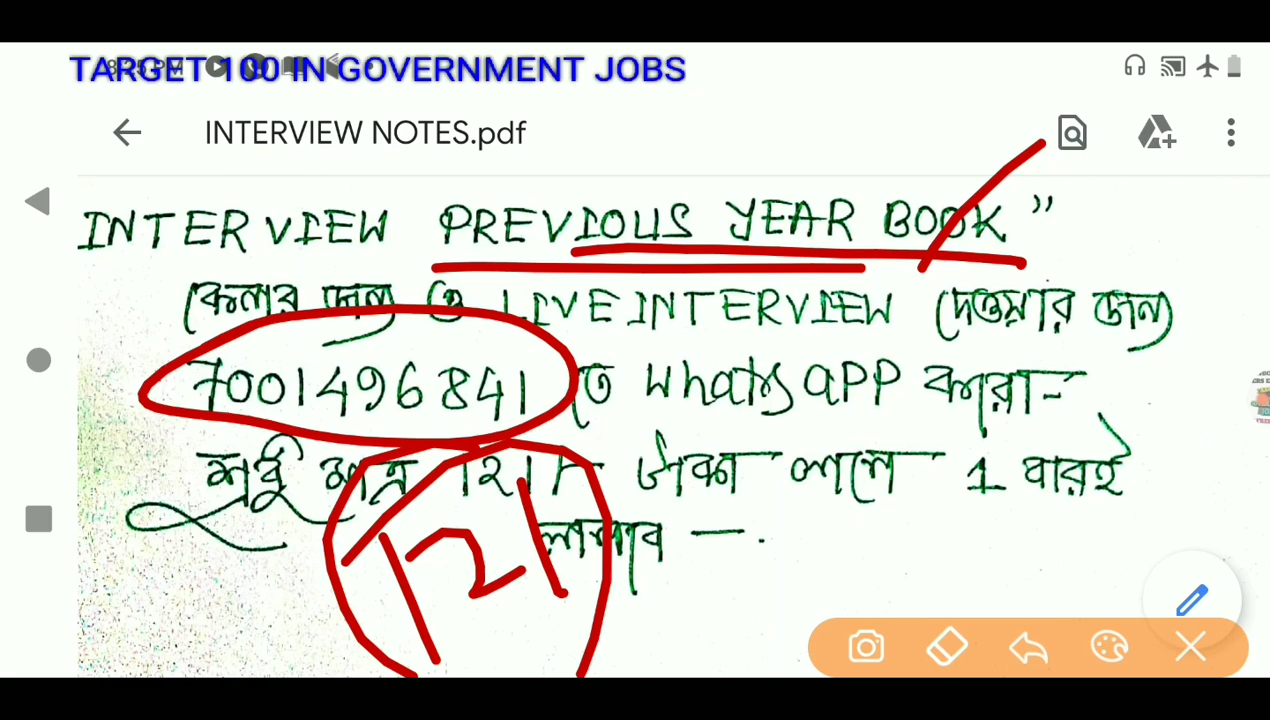 TARGET 100 IN GOVERNMENT JOBS
INTERVIEW NOTES.pdf
INTERVIEW PREVIOUS YEAR BOOK"
কেনার জন্য ও LIVE INTERVIEW দেওয়ার জন্য
7001496841 তে whatsapp করো-
শুধু মাত্র 121/- টাকা লাগে 1 বারই
লাগবে -.
121